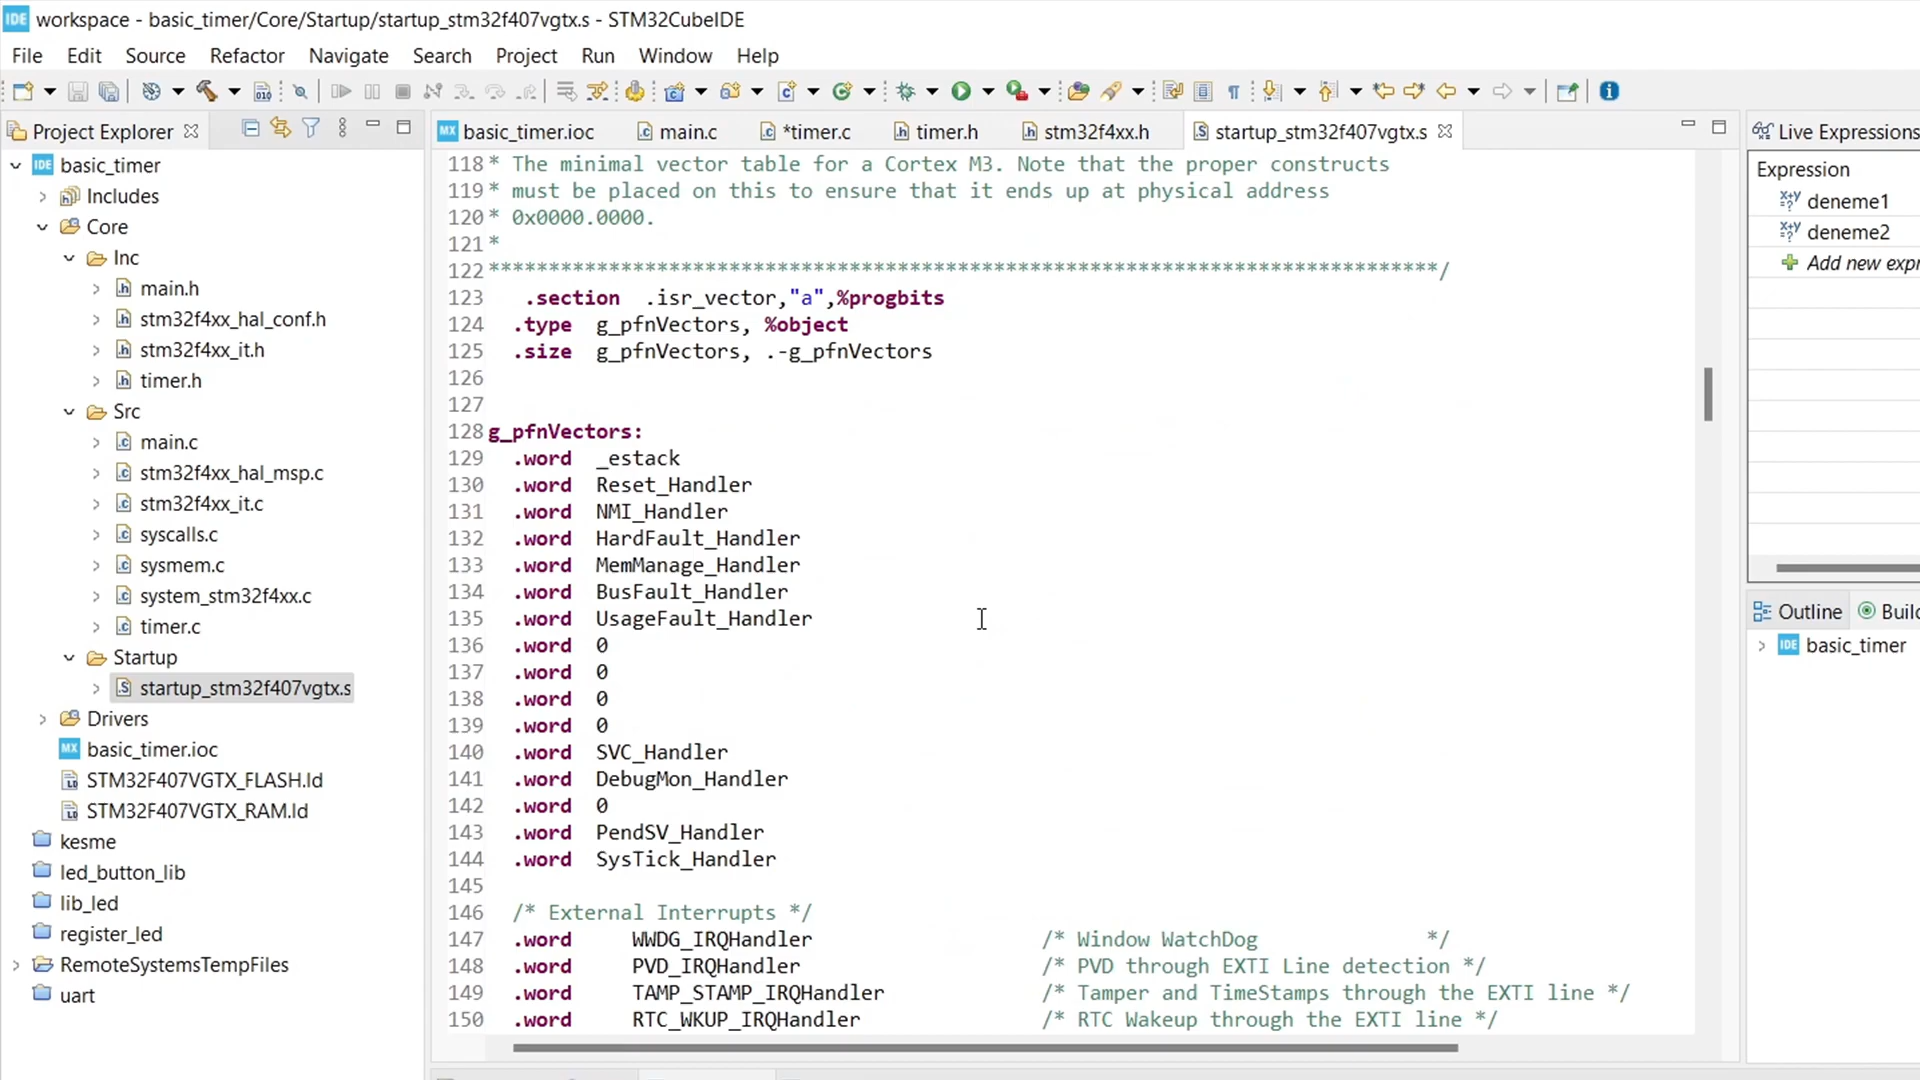 IDE workspace - basic_timer/Core/Startup/startup_stm32f407vgtx.s - STM32CubeIDE
File Edit Source Refactor Navigate Search Project Run Window Help
Project Explorer
MX basic_timer.ioc main.c *timer.c timer.h stm32f4xx.h startup_stm32f407vgtx.s
Live Expressions
IDE basic_timer
Includes
Core
Inc
main.h
stm32f4xx_hal_conf.h
stm32f4xx_it.h
timer.h
Src
main.c
stm32f4xx_hal_msp.c
stm32f4xx_it.c
syscalls.c
sysmem.c
system_stm32f4xx.c
timer.c
Startup
startup_stm32f407vgtx.s
Drivers
MX basic_timer.ioc
STM32F407VGTX_FLASH.ld
STM32F407VGTX_RAM.ld
kesme
led_button_lib
lib_led
register_led
RemoteSystemsTempFiles
uart
118 * The minimal vector table for a Cortex M3. Note that the proper constructs
119 * must be placed on this to ensure that it ends up at physical address
120 * 0x0000.0000.
121 *
122 *******************************************************************************/
123 .section .isr_vector,"a",%progbits
124 .type g_pfnVectors, %object
125 .size g_pfnVectors, .-g_pfnVectors
126
127
128 g_pfnVectors:
129 .word _estack
130 .word Reset_Handler
131 .word NMI_Handler
132 .word HardFault_Handler
133 .word MemManage_Handler
134 .word BusFault_Handler
135 .word UsageFault_Handler
136 .word 0
137 .word 0
138 .word 0
139 .word 0
140 .word SVC_Handler
141 .word DebugMon_Handler
142 .word 0
143 .word PendSV_Handler
144 .word SysTick_Handler
145
146 /* External Interrupts */
147 .word WWDG_IRQHandler /* Window WatchDog */
148 .word PVD_IRQHandler /* PVD through EXTI Line detection */
149 .word TAMP_STAMP_IRQHandler /* Tamper and TimeStamps through the EXTI line */
150 .word RTC_WKUP_IRQHandler /* RTC Wakeup through the EXTI line */
Expression
deneme1
deneme2
Add new expr
Outline Builc
IDE basic_timer